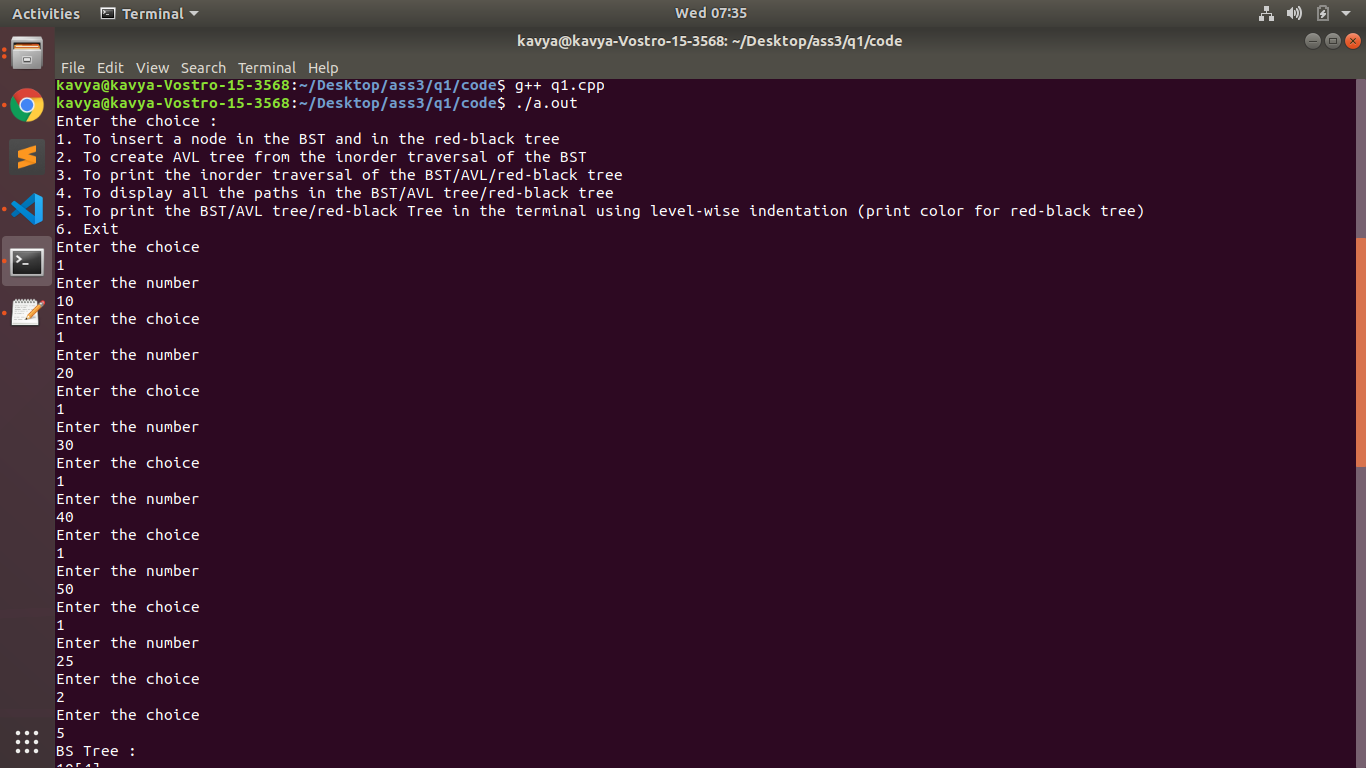 Activities Terminal Wed 07:35
kavya@kavya-Vostro-15-3568: ~/Desktop/ass3/q1/code
File Edit View Search Terminal Help
kavya@kavya-Vostro-15-3568:~/Desktop/ass3/q1/code$ g++ q1.cpp
kavya@kavya-Vostro-15-3568:~/Desktop/ass3/q1/code$ ./a.out
Enter the choice :
1. To insert a node in the BST and in the red-black tree
2. To create AVL tree from the inorder traversal of the BST
3. To print the inorder traversal of the BST/AVL/red-black tree
4. To display all the paths in the BST/AVL tree/red-black tree
5. To print the BST/AVL tree/red-black Tree in the terminal using level-wise indentation (print color for red-black tree)
6. Exit
Enter the choice
1
Enter the number
10
Enter the choice
1
Enter the number
20
Enter the choice
1
Enter the number
30
Enter the choice
1
Enter the number
40
Enter the choice
1
Enter the number
50
Enter the choice
1
Enter the number
25
Enter the choice
2
Enter the choice
5
BS Tree :